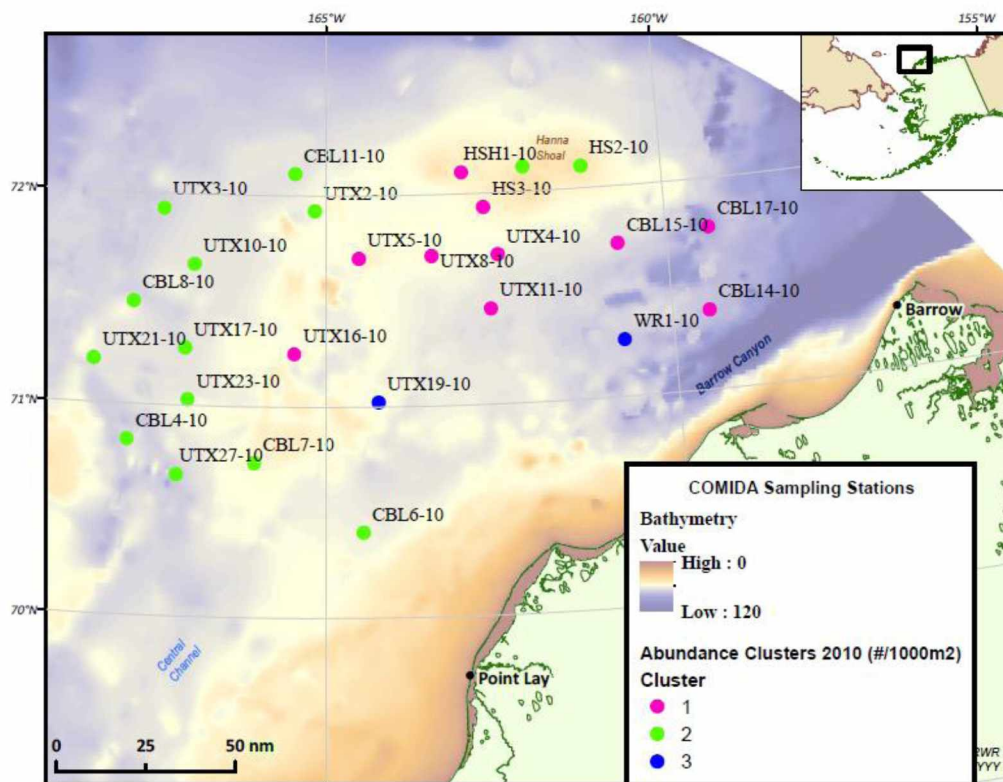 165°W
160°W
155°W
Hanna
Shoal
HSH1-10
HS2-10
CBL11-10
72°N
UTX3-10
UTX2-10
HS3-10
CBL17-10
CBL15-10
UTX10-10
UTX5-10
UTX4-10
UTX8-10
CBL8-10
UTX11-10
CBL14-10
Barrow
WR1-10
UTX21-10
UTX17-10
UTX16-10
Barrow Canyon
71°N
UTX23-10
UTX19-10
CBL4-10
UTX27-10
CBL7-10
CBL6-10
70°N
Central
Channel
Point Lay
0 25 50 nm
COMIDA Sampling Stations
Bathymetry
Value
High : 0
Low : 120
Abundance Clusters 2010 (#/1000m2)
Cluster
1
2
3